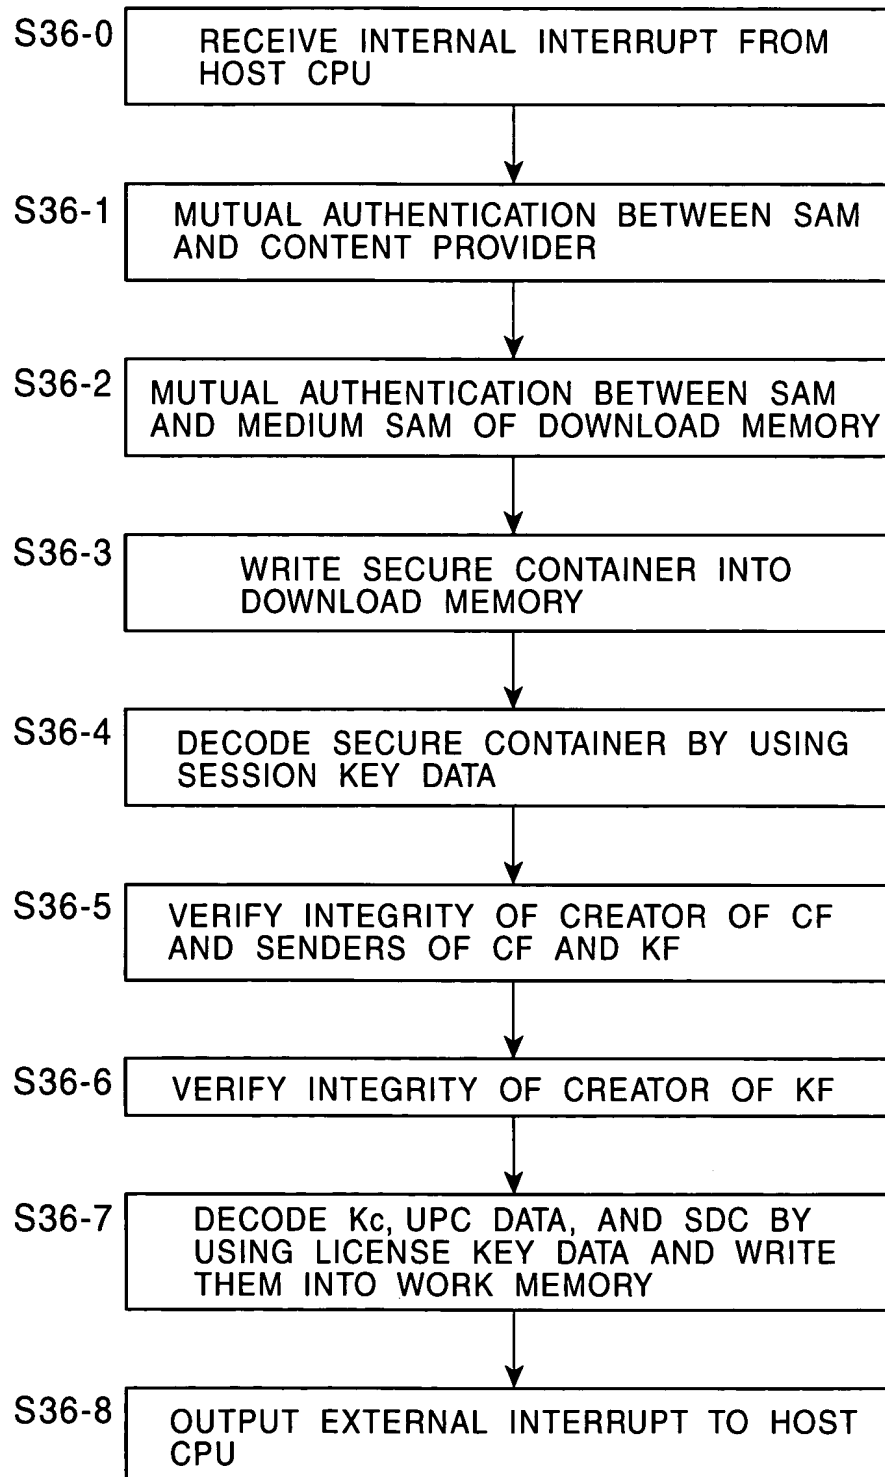 S36-0
RECEIVE INTERNAL INTERRUPT FROM
HOST CPU
S36-1
MUTUAL AUTHENTICATION BETWEEN SAM
AND CONTENT PROVIDER
S36-2
MUTUAL AUTHENTICATION BETWEEN SAM
AND MEDIUM SAM OF DOWNLOAD MEMORY
S36-3
WRITE SECURE CONTAINER INTO
DOWNLOAD MEMORY
S36-4
DECODE SECURE CONTAINER BY USING
SESSION KEY DATA
S36-5
VERIFY INTEGRITY OF CREATOR OF CF
AND SENDERS OF CF AND KF
S36-6
VERIFY INTEGRITY OF CREATOR OF KF
S36-7
DECODE Kc, UPC DATA, AND SDC BY
USING LICENSE KEY DATA AND WRITE
THEM INTO WORK MEMORY
S36-8
OUTPUT EXTERNAL INTERRUPT TO HOST
CPU